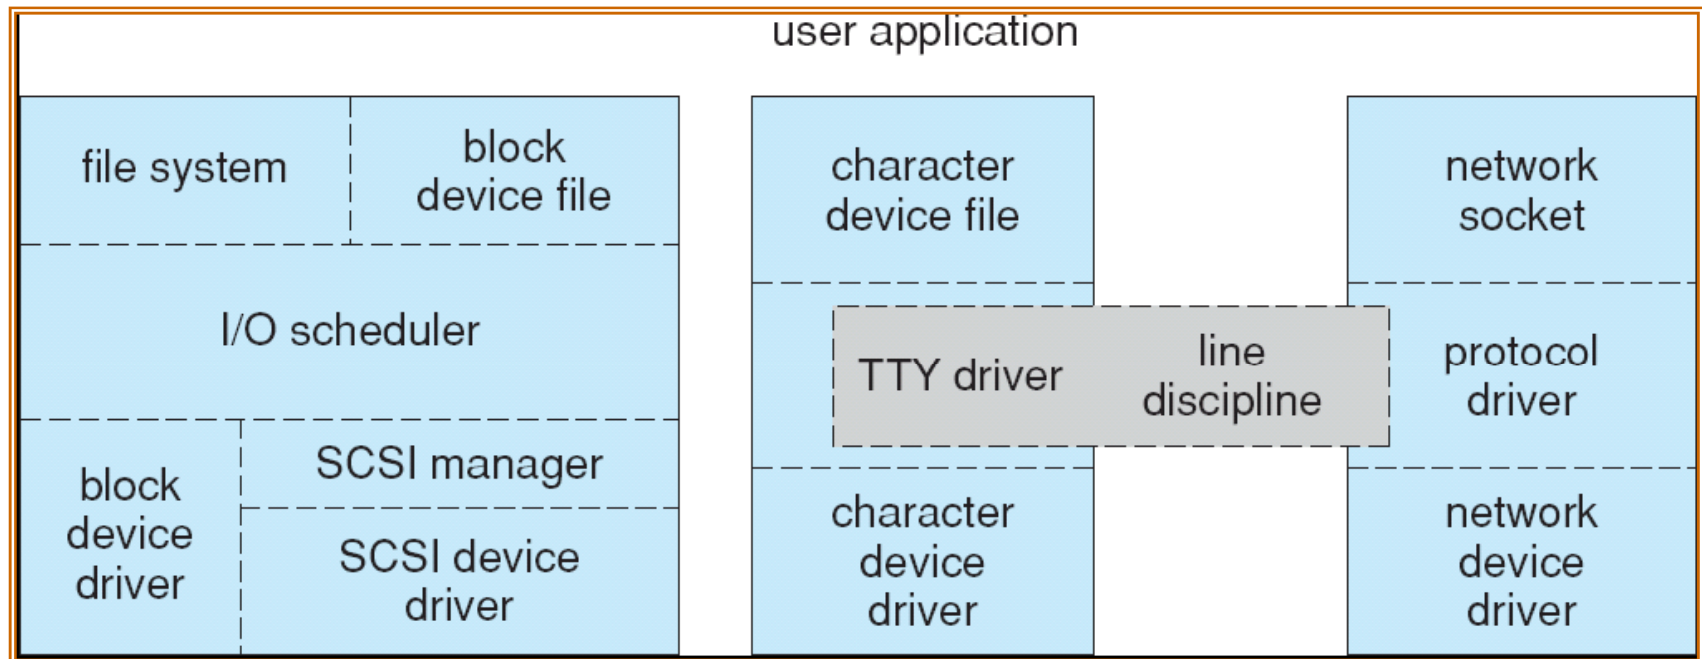 user application
file system
block
device file
I/O scheduler
block
device
driver
SCSI manager
SCSI device
driver
character
device file
TTY driver
line
discipline
character
device
driver
network
socket
protocol
driver
network
device
driver